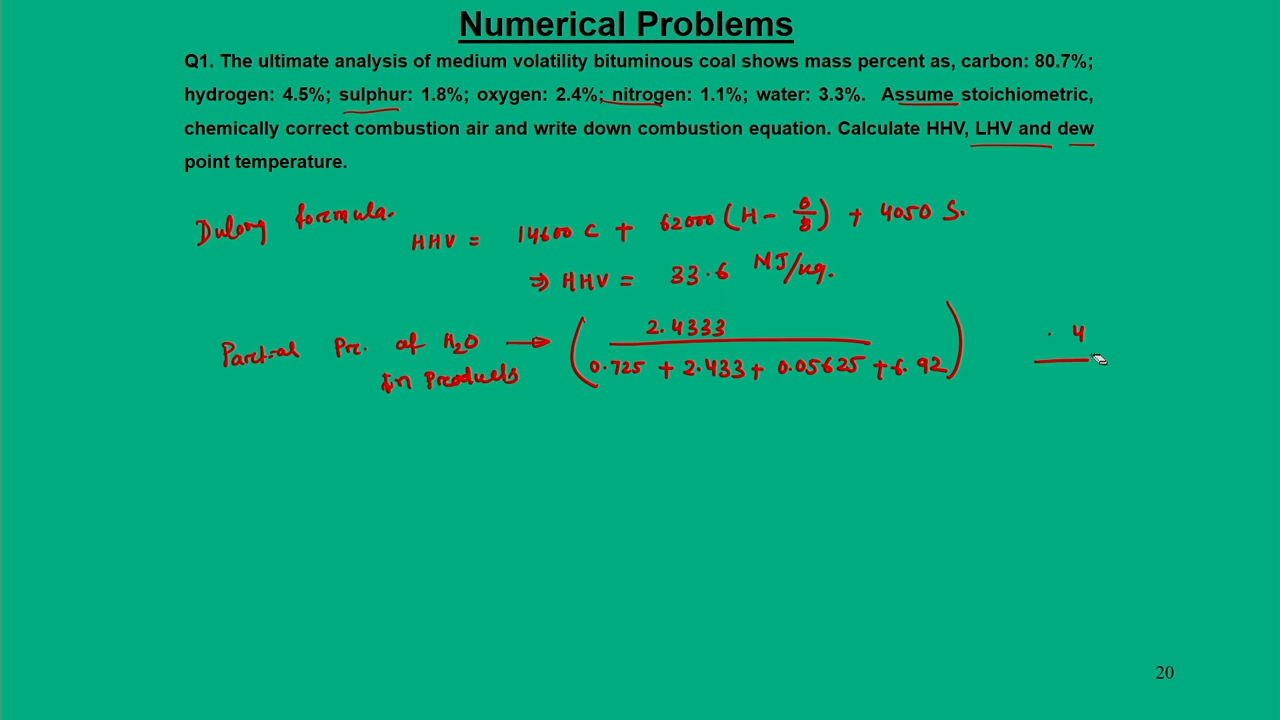 Numerical Problems
Q1. The ultimate analysis of medium volatility bituminous coal shows mass percent as, carbon: 80.7%;
hydrogen: 4.5%; sulphur: 1.8%; oxygen: 2.4%; nitrogen: 1.1%; water: 3.3%. Assume stoichiometric,
chemically correct combustion air and write down combustion equation. Calculate HHV, LHV and dew
point temperature.
Dulong formula.
HHV = 14600 C + 62000 (H - O/8) + 4050 S.
⇒ HHV = 33.6 MJ/kg.
Partial Pre. of H2O → (2.4333 / 0.725 + 2.433 + 0.05625 + 6.92) . 4
in Products
20